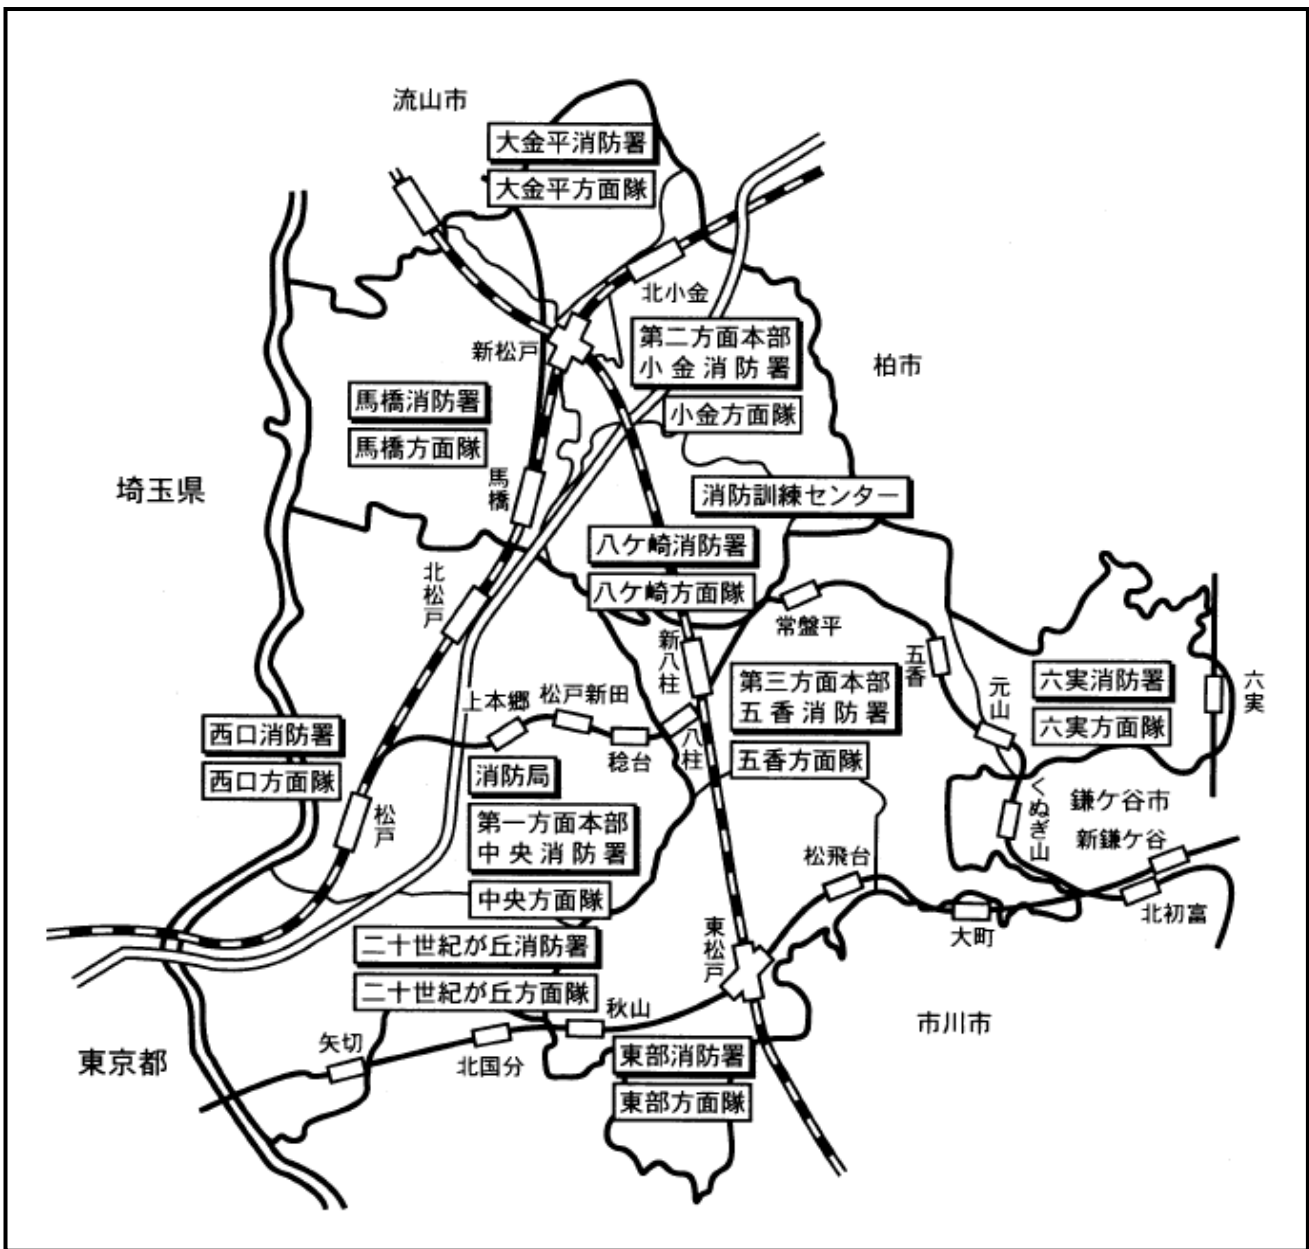 流山市
大金平消防署
大金平方面隊
北小金
新松戸
第二方面本部
小金消防署
小金方面隊
柏市
馬橋消防署
馬橋方面隊
馬橋
埼玉県
消防訓練センター
八ケ崎消防署
八ケ崎方面隊
北松戸
常盤平
新八柱
五香
元山
六実消防署
六実方面隊
六実
第三方面本部
五香消防署
五香方面隊
上本郷
松戸新田
稔台
八柱
西口消防署
西口方面隊
松戸
消防局
第一方面本部
中央消防署
中央方面隊
くぬぎ山
鎌ケ谷市
新鎌ケ谷
北初富
松飛台
大町
東松戸
二十世紀が丘消防署
二十世紀が丘方面隊
秋山
北国分
矢切
東京都
市川市
東部消防署
東部方面隊